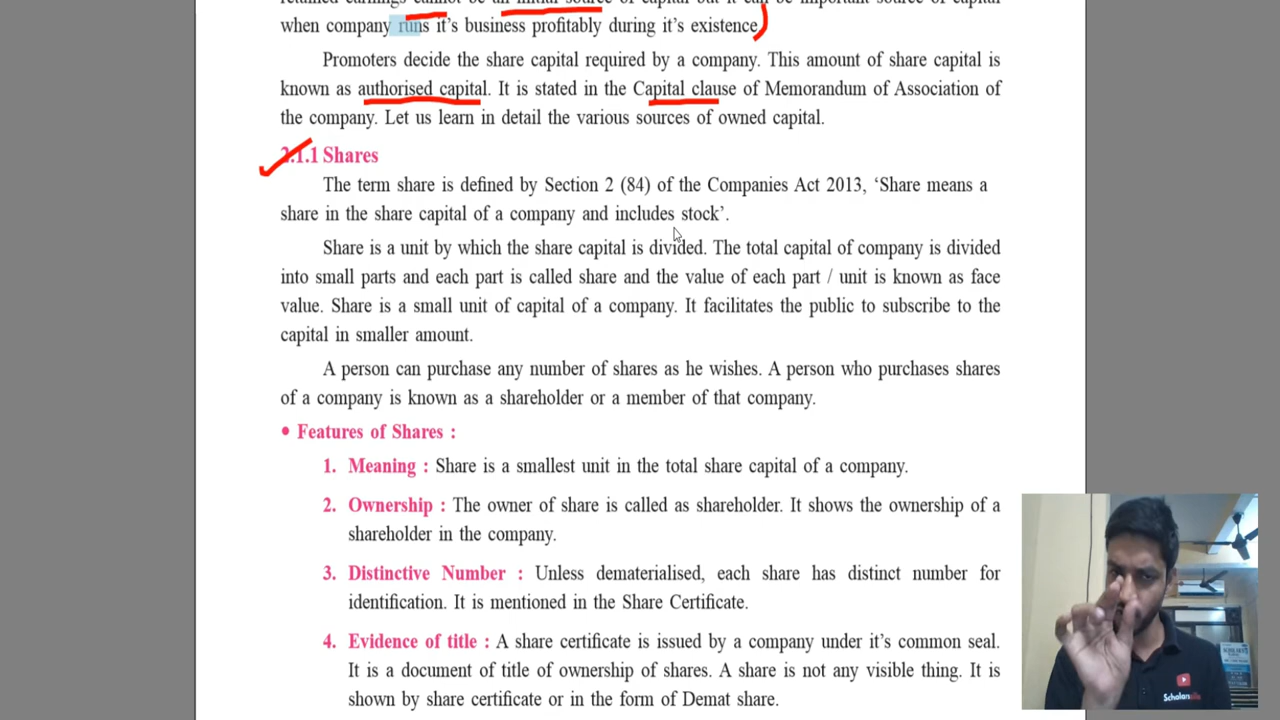 when company runs it's business profitably during it's existence
Promoters decide the share capital required by a company. This amount of share capital is
known as authorised capital. It is stated in the Capital clause of Memorandum of Association of
the company. Let us learn in detail the various sources of owned capital.
2.1.1 Shares
The term share is defined by Section 2 (84) of the Companies Act 2013, ‘Share means a
share in the share capital of a company and includes stock’.
Share is a unit by which the share capital is divided. The total capital of company is divided
into small parts and each part is called share and the value of each part / unit is known as face
value. Share is a small unit of capital of a company. It facilitates the public to subscribe to the
capital in smaller amount.
A person can purchase any number of shares as he wishes. A person who purchases shares
of a company is known as a shareholder or a member of that company.
• Features of Shares :
1. Meaning : Share is a smallest unit in the total share capital of a company.
2. Ownership : The owner of share is called as shareholder. It shows the ownership of a
shareholder in the company.
3. Distinctive Number : Unless dematerialised, each share has distinct number for
identification. It is mentioned in the Share Certificate.
4. Evidence of title : A share certificate is issued by a company under it's common seal.
It is a document of title of ownership of shares. A share is not any visible thing. It is
shown by share certificate or in the form of Demat share.